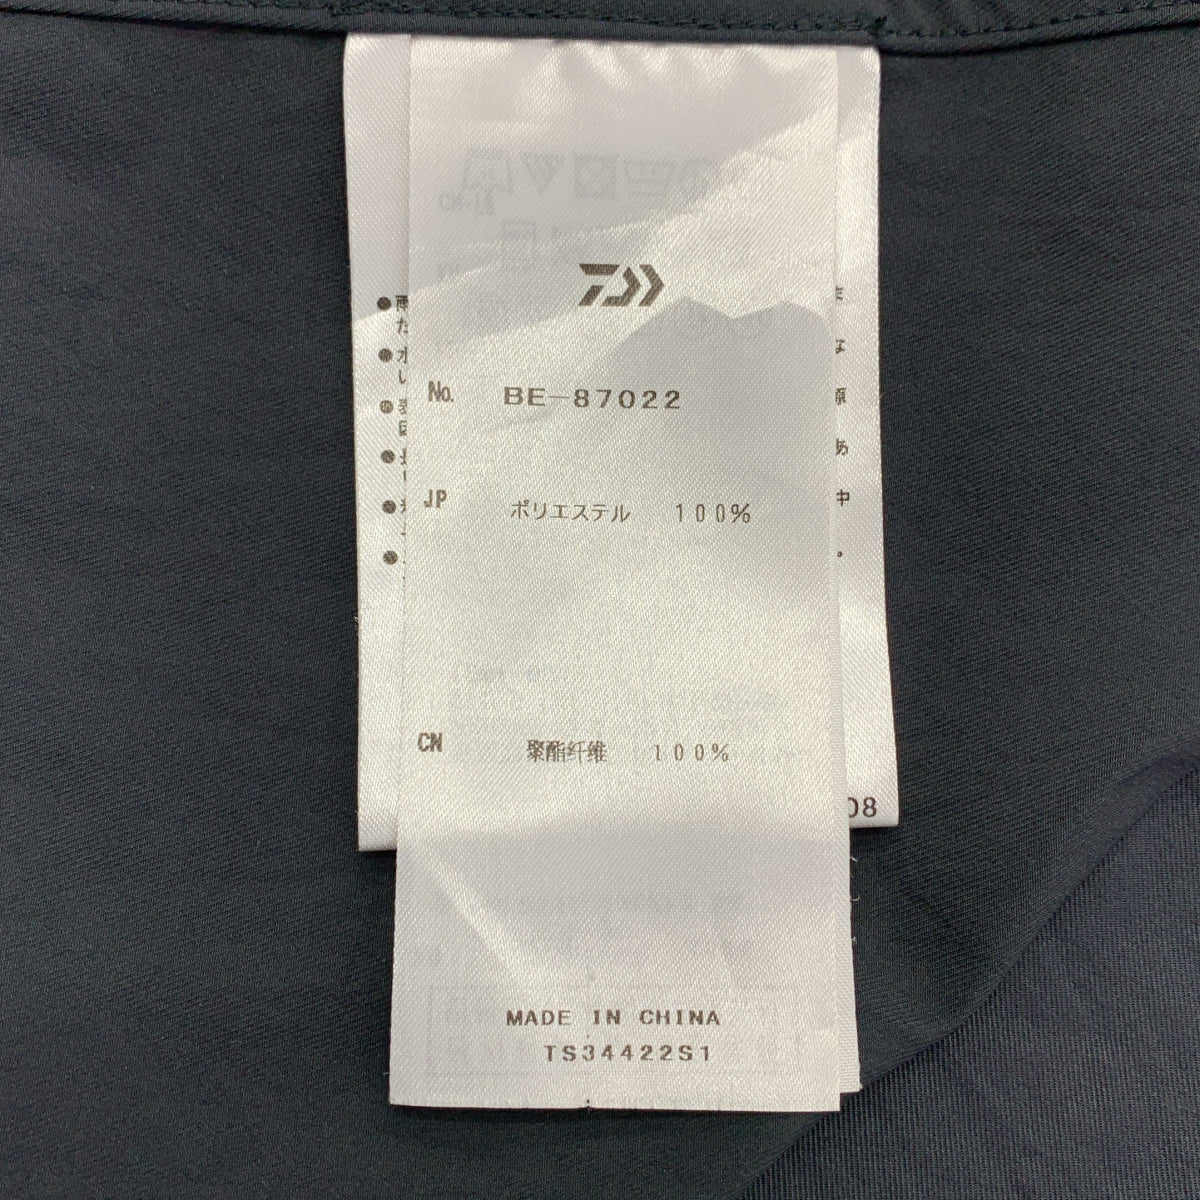 No. BE-87022
JP ポリエステル 100%
CN 聚酯纤维 100%
MADE IN CHINA
TS34422S1
08